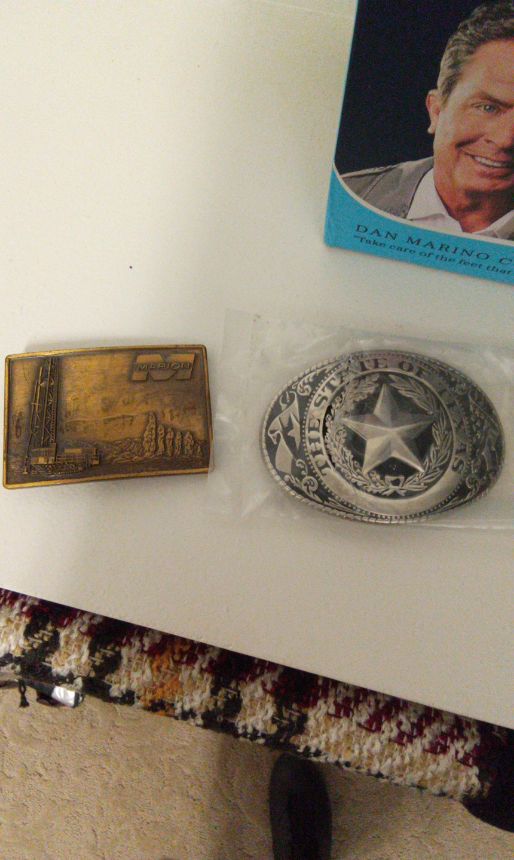 DAN MARINO C
"Take care of the feet that
MARION
THE STATE OF TEXAS